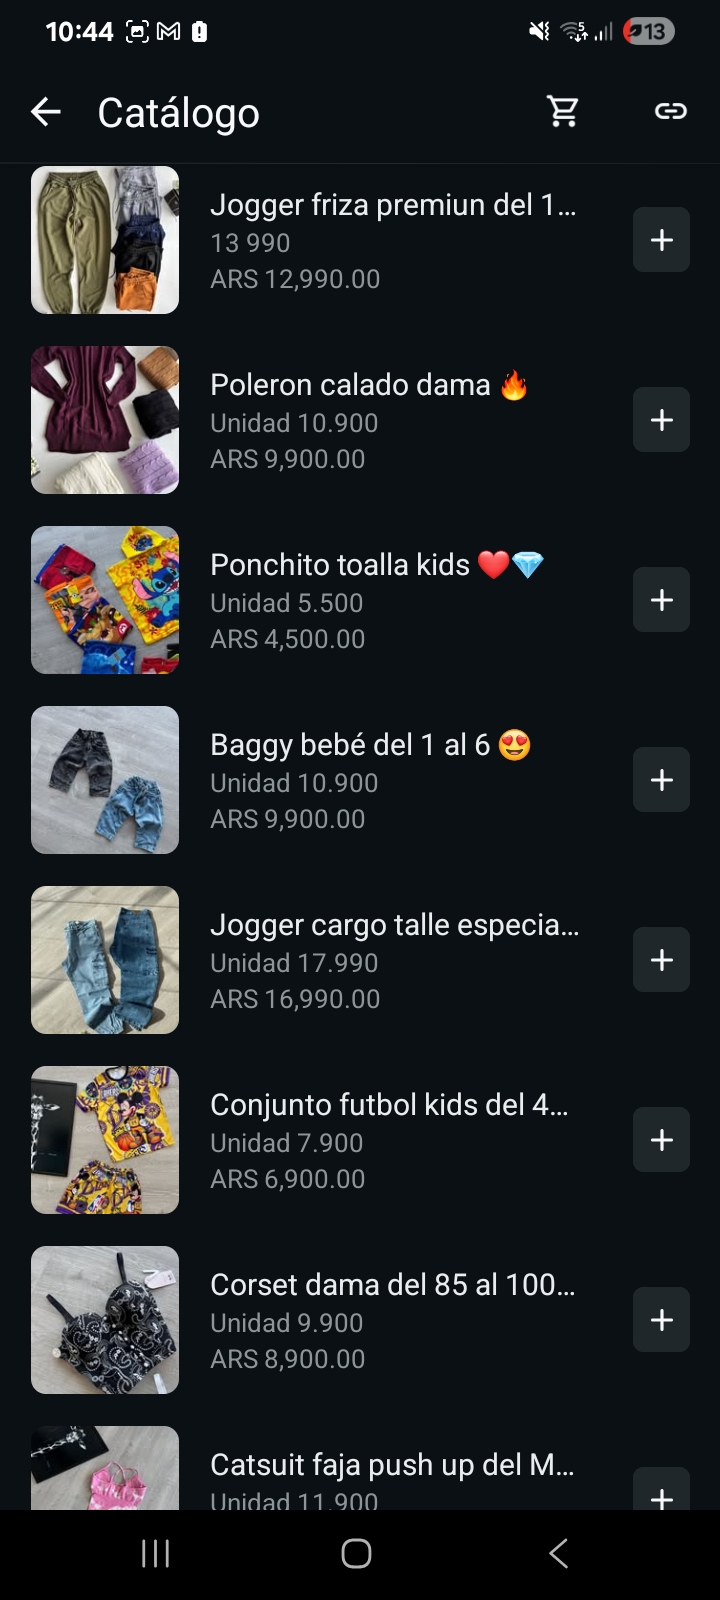 10:44
13
Catálogo
Jogger friza premiun del 1...
13 990
ARS 12,990.00
Poleron calado dama 🔥
Unidad 10.900
ARS 9,900.00
Ponchito toalla kids ❤️💎
Unidad 5.500
ARS 4,500.00
Baggy bebé del 1 al 6 😍
Unidad 10.900
ARS 9,900.00
Jogger cargo talle especia...
Unidad 17.990
ARS 16,990.00
Conjunto futbol kids del 4...
Unidad 7.900
ARS 6,900.00
Corset dama del 85 al 100...
Unidad 9.900
ARS 8,900.00
Catsuit faja push up del M...
Unidad 11.900